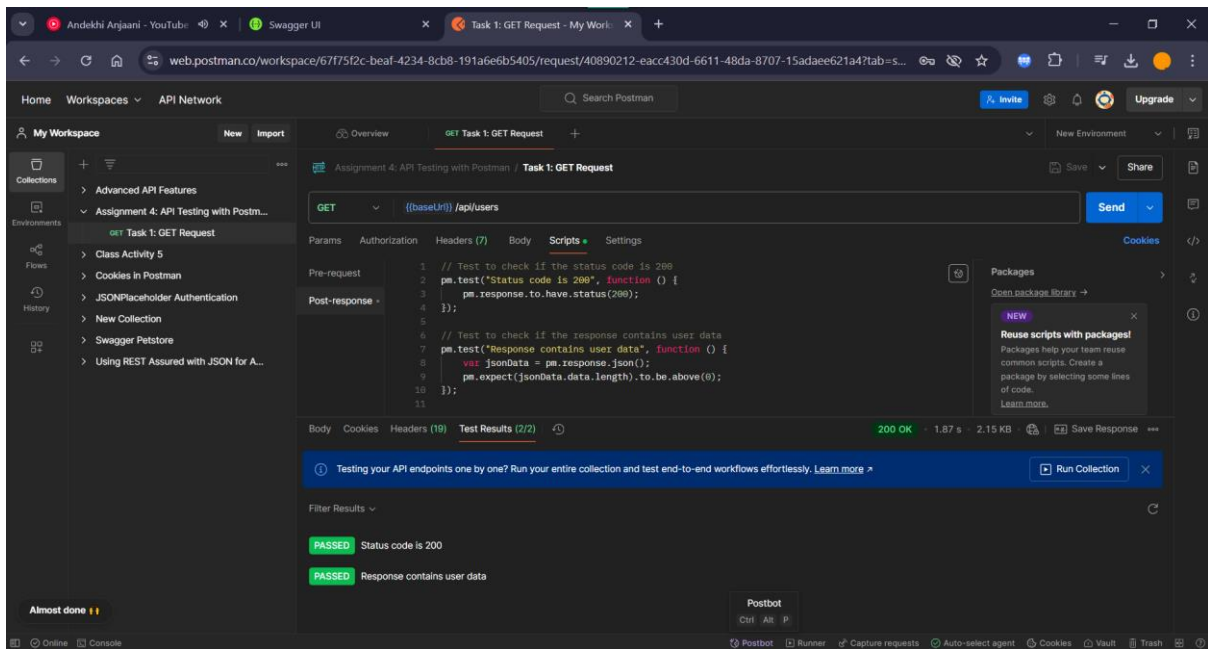 Andekhi Anjaani - YouTube
Swagger UI
Task 1: GET Request - My Work
web.postman.co/workspace/67f75f2c-beaf-4234-8cb8-191a6e6b5405/request/40890212-eacc430d-6611-48da-8707-15adaee621a4?tab=s...
Home Workspaces API Network
Search Postman
Invite
Upgrade
My Workspace New Import
Overview
GET Task 1: GET Request
New Environment
Collections
Environments
Flows
History
Advanced API Features
Assignment 4: API Testing with Postm...
GET Task 1: GET Request
Class Activity 5
Cookies in Postman
JSONPlaceholder Authentication
New Collection
Swagger Petstore
Using REST Assured with JSON for A...
Assignment 4: API Testing with Postman / Task 1: GET Request
Save Share
GET {{baseUrl}} /api/users
Send
Params Authorization Headers (7) Body Scripts Settings
Cookies
Pre-request
Post-response
1 // Test to check if the status code is 200
2 pm.test("Status code is 200", function () {
3 pm.response.to.have.status(200);
4 });
5
6 // Test to check if the response contains user data
7 pm.test("Response contains user data", function () {
8 var jsonData = pm.response.json();
9 pm.expect(jsonData.data.length).to.be.above(0);
10 });
11
Packages
Open package library →
NEW
Reuse scripts with packages!
Packages help your team reuse
common scripts. Create a
package by selecting some lines
of code.
Learn more.
Body Cookies Headers (19) Test Results (2/2)
200 OK 1.87 s 2.15 KB Save Response
Testing your API endpoints one by one? Run your entire collection and test end-to-end workflows effortlessly. Learn more
Run Collection
Filter Results
PASSED Status code is 200
PASSED Response contains user data
Almost done
Postbot
Ctrl Alt P
Online Console
Postbot Runner Capture requests Auto-select agent Cookies Vault Trash